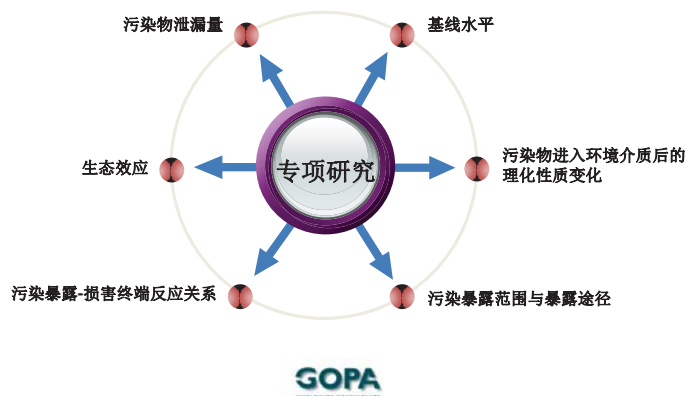 污染物泄漏量
基线水平
生态效应
专项研究
污染物进入环境介质后的
理化性质变化
污染暴露-损害终端反应关系
污染暴露范围与暴露途径
GOPA